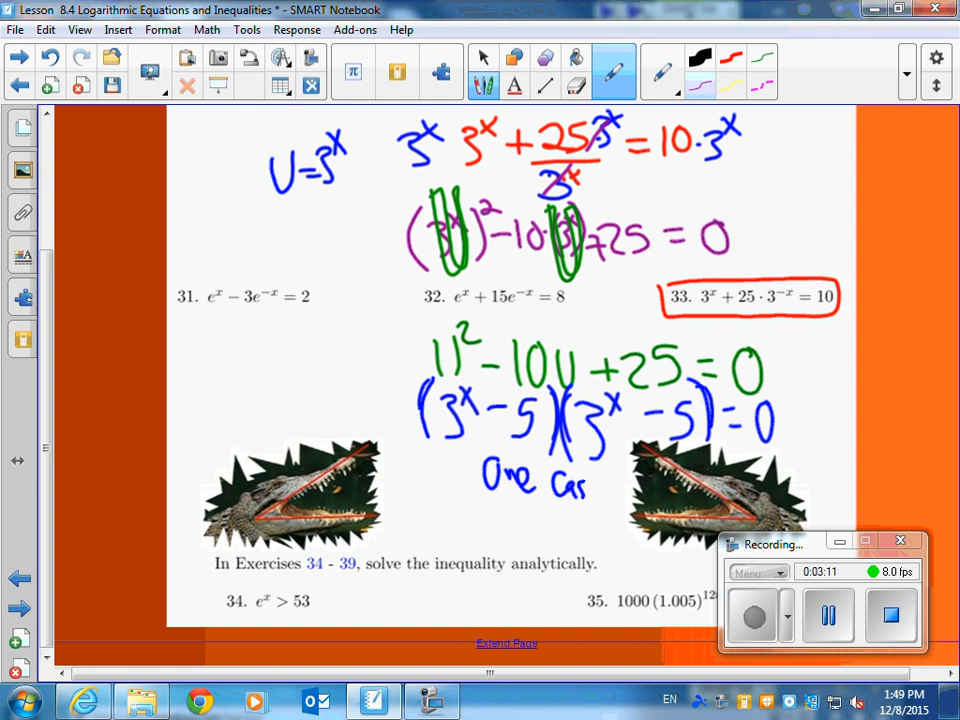 Lesson 8.4 Logarithmic Equations and Inequalities * - SMART Notebook
File Edit View Insert Format Math Tools Response Add-ons Help
U=3^x 3^x 3^x + 25·3^x/3^x = 10·3^x
(3^x)^2 - 10·(3^x) + 25 = 0
31. e^x − 3e^−x = 2 32. e^x + 15e^−x = 8 33. 3^x + 25 · 3^−x = 10
U^2 - 10U + 25 = 0
(3^x - 5)(3^x - 5) = 0
One Cas
In Exercises 34 - 39, solve the inequality analytically.
34. e^x > 53 35. 1000 (1.005)^12
Extend Page
Recording...
Menu 0:03:11 8.0 fps
EN 1:49 PM
12/8/2015